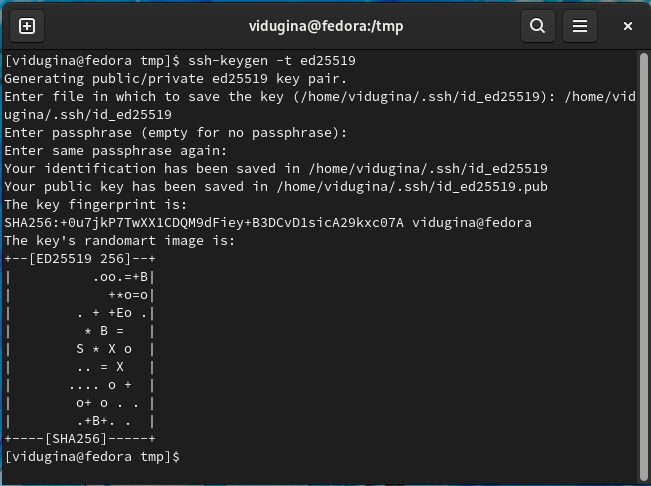 vidugina@fedora:/tmp
[vidugina@fedora tmp]$ ssh-keygen -t ed25519
Generating public/private ed25519 key pair.
Enter file in which to save the key (/home/vidugina/.ssh/id_ed25519): /home/vid
ugina/.ssh/id_ed25519
Enter passphrase (empty for no passphrase):
Enter same passphrase again:
Your identification has been saved in /home/vidugina/.ssh/id_ed25519
Your public key has been saved in /home/vidugina/.ssh/id_ed25519.pub
The key fingerprint is:
SHA256:+0u7jkP7TwXX1CDQM9dFiey+B3DCvD1sicA29kxc07A vidugina@fedora
The key's randomart image is:
+--[ED25519 256]--+
|          .oo.=+B|
|            +*o=o|
|        . + +Eo .|
|         * B =   |
|        S * X o  |
|        .. = X   |
|       .... o +  |
|        o+ o . . |
|        .+B+. .  |
+----[SHA256]-----+
[vidugina@fedora tmp]$